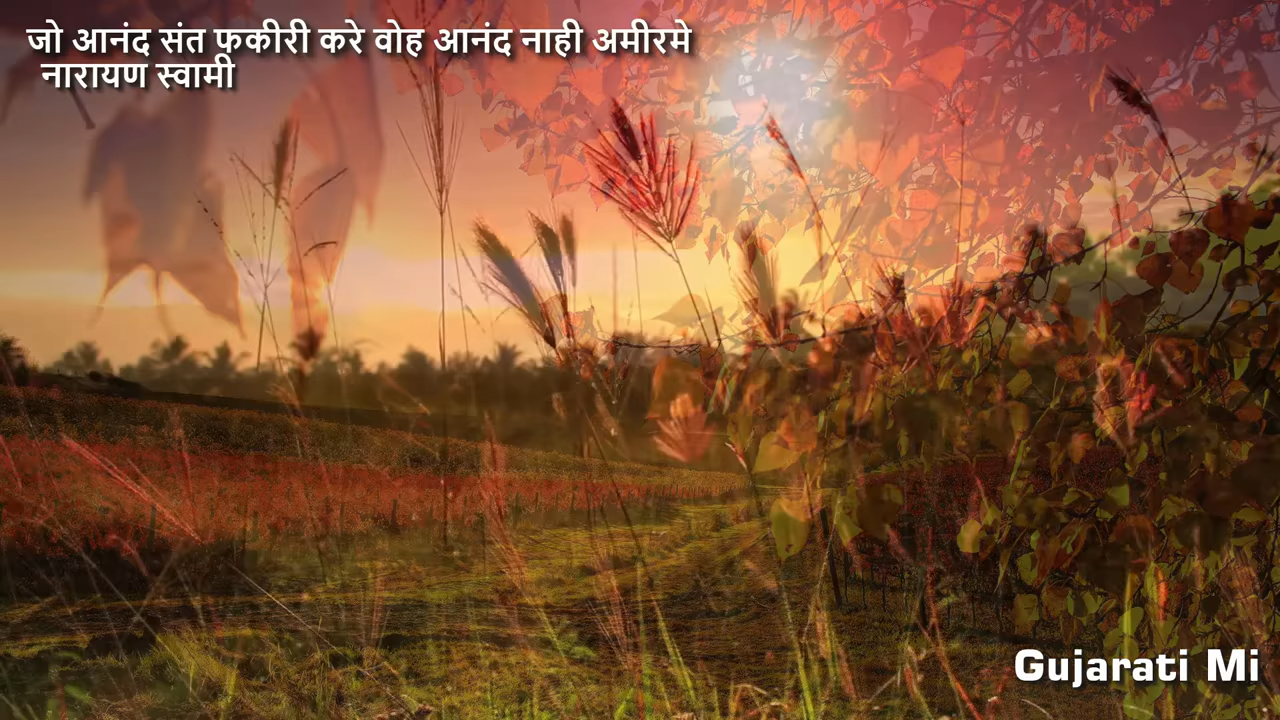 जो आनंद संत फकीरी करे वोह आनंद नाही अमीरमे
नारायण स्वामी
Gujarati Mi